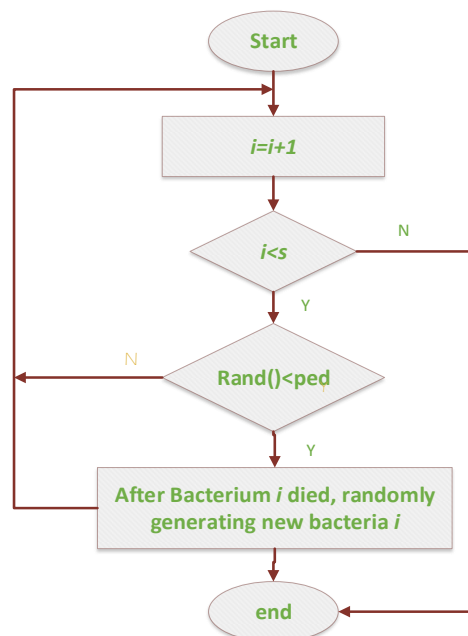 Start
i=i+1
i<s
N
Y
N
Rand()<ped
Y
Y
After Bacterium i died, randomly
generating new bacteria i
end